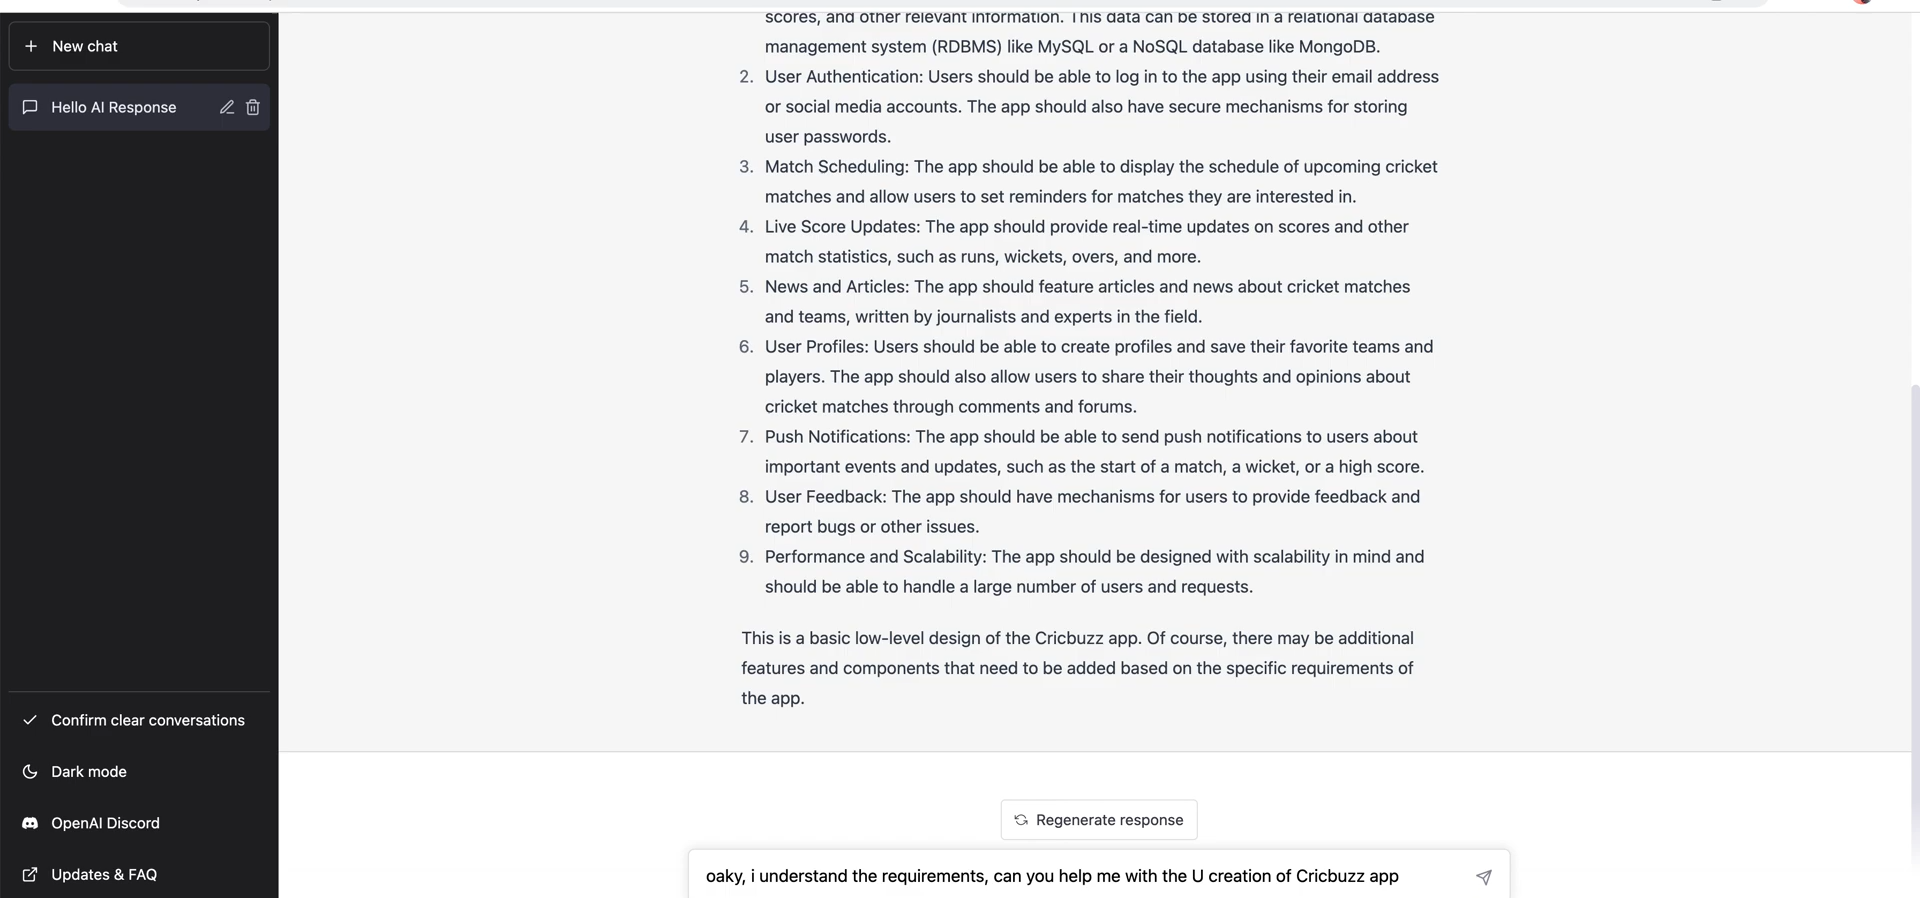 New chat
Hello AI Response
scores, and other relevant information. This data can be stored in a relational database
management system (RDBMS) like MySQL or a NoSQL database like MongoDB.
2. User Authentication: Users should be able to log in to the app using their email address
or social media accounts. The app should also have secure mechanisms for storing
user passwords.
3. Match Scheduling: The app should be able to display the schedule of upcoming cricket
matches and allow users to set reminders for matches they are interested in.
4. Live Score Updates: The app should provide real-time updates on scores and other
match statistics, such as runs, wickets, overs, and more.
5. News and Articles: The app should feature articles and news about cricket matches
and teams, written by journalists and experts in the field.
6. User Profiles: Users should be able to create profiles and save their favorite teams and
players. The app should also allow users to share their thoughts and opinions about
cricket matches through comments and forums.
7. Push Notifications: The app should be able to send push notifications to users about
important events and updates, such as the start of a match, a wicket, or a high score.
8. User Feedback: The app should have mechanisms for users to provide feedback and
report bugs or other issues.
9. Performance and Scalability: The app should be designed with scalability in mind and
should be able to handle a large number of users and requests.
This is a basic low-level design of the Cricbuzz app. Of course, there may be additional
features and components that need to be added based on the specific requirements of
the app.
Confirm clear conversations
Dark mode
OpenAI Discord
Updates & FAQ
Regenerate response
oaky, i understand the requirements, can you help me with the U creation of Cricbuzz app